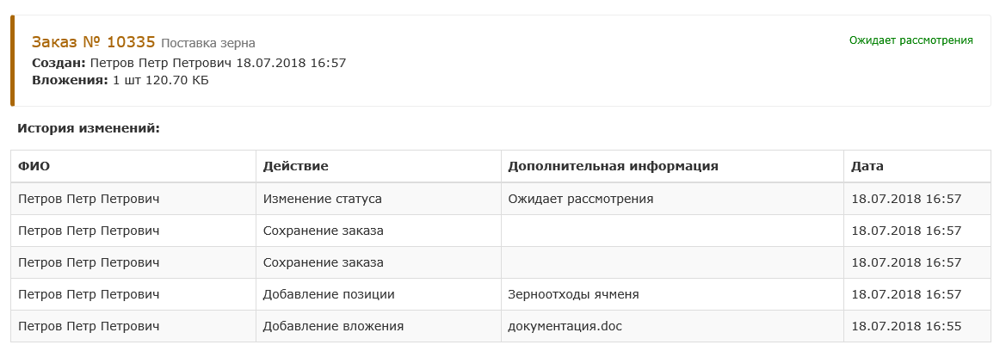 Заказ № 10335 Поставка зерна Ожидает рассмотрения
Создан: Петров Петр Петрович 18.07.2018 16:57
Вложения: 1 шт 120.70 КБ
История изменений:
ФИО Действие Дополнительная информация Дата
Петров Петр Петрович Изменение статуса Ожидает рассмотрения 18.07.2018 16:57
Петров Петр Петрович Сохранение заказа 18.07.2018 16:57
Петров Петр Петрович Сохранение заказа 18.07.2018 16:57
Петров Петр Петрович Добавление позиции Зерноотходы ячменя 18.07.2018 16:57
Петров Петр Петрович Добавление вложения документация.doc 18.07.2018 16:55